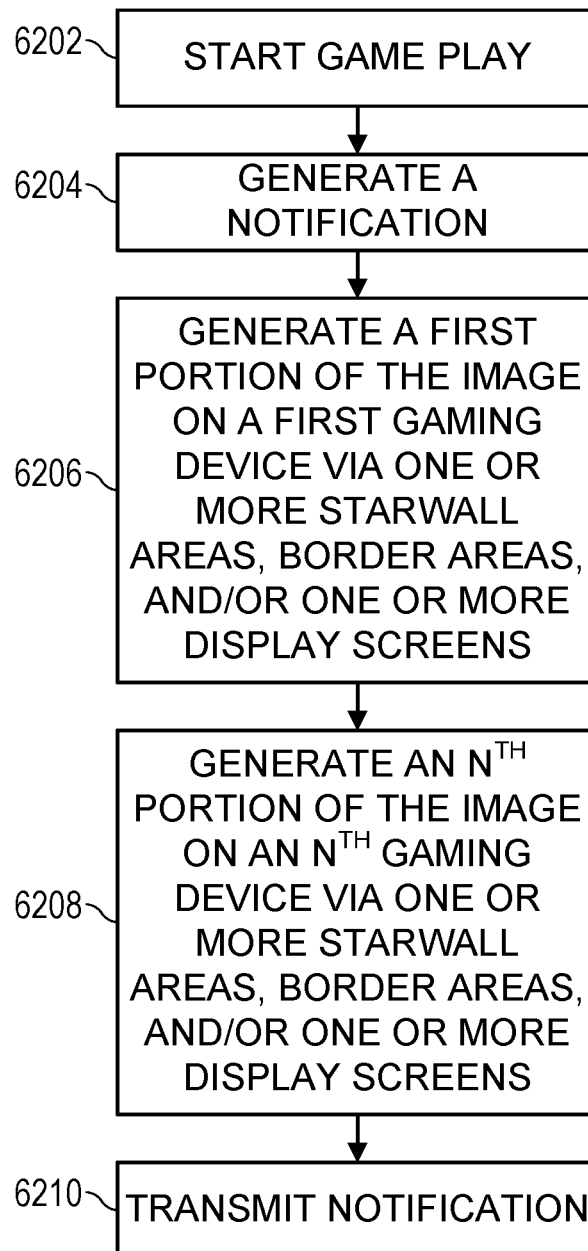 6202
START GAME PLAY
6204
GENERATE A
NOTIFICATION
6206
GENERATE A FIRST
PORTION OF THE IMAGE
ON A FIRST GAMING
DEVICE VIA ONE OR
MORE STARWALL
AREAS, BORDER AREAS,
AND/OR ONE OR MORE
DISPLAY SCREENS
6208
GENERATE AN NTH
PORTION OF THE IMAGE
ON AN NTH GAMING
DEVICE VIA ONE OR
MORE STARWALL
AREAS, BORDER AREAS,
AND/OR ONE OR MORE
DISPLAY SCREENS
6210
TRANSMIT NOTIFICATION